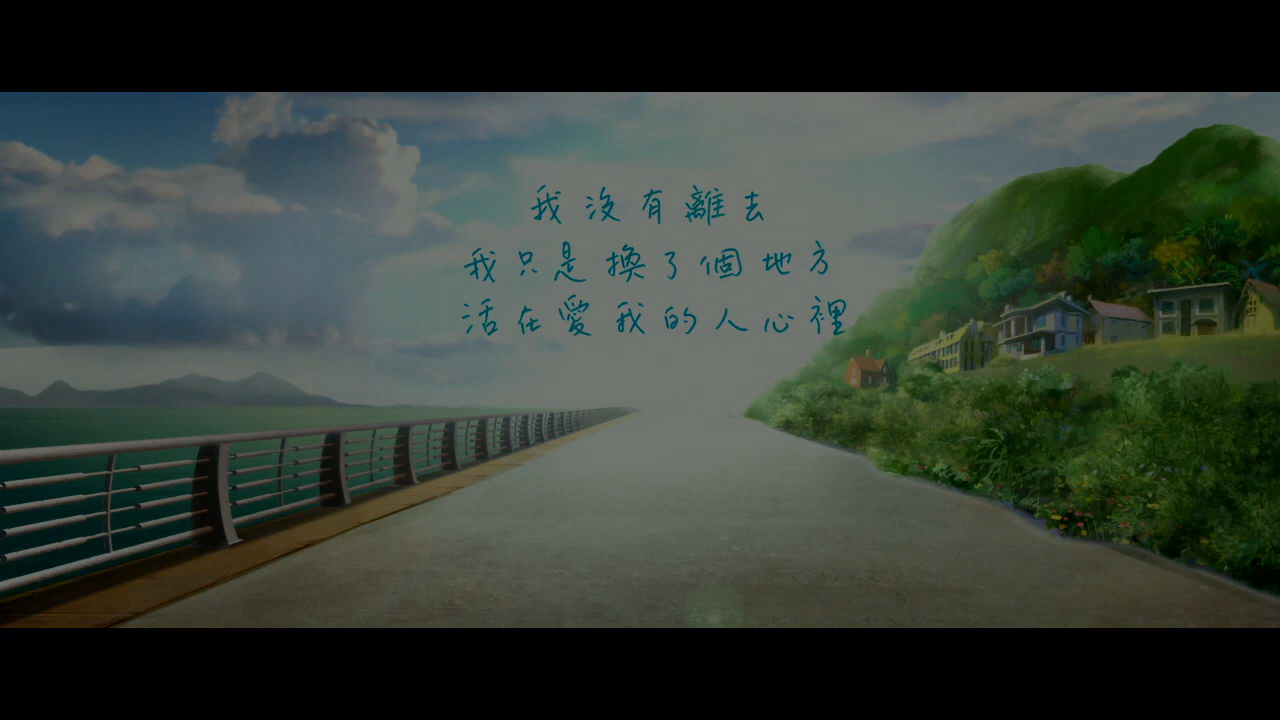 我沒有離去
我只是換了個地方
活在愛我的人心裡